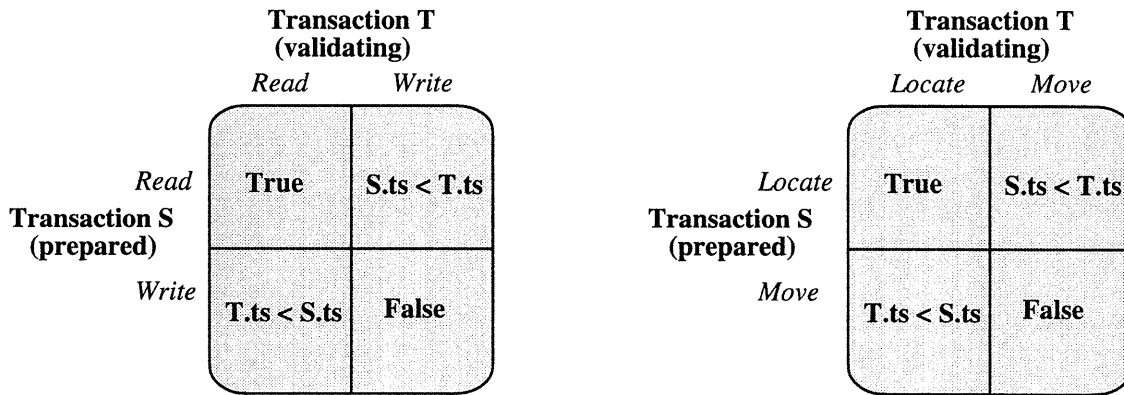 Transaction T
(validating)
Read Write
Read True S.ts < T.ts
Transaction S
(prepared)
Write T.ts < S.ts False
Transaction T
(validating)
Locate Move
Locate True S.ts < T.ts
Transaction S
(prepared)
Move T.ts < S.ts False